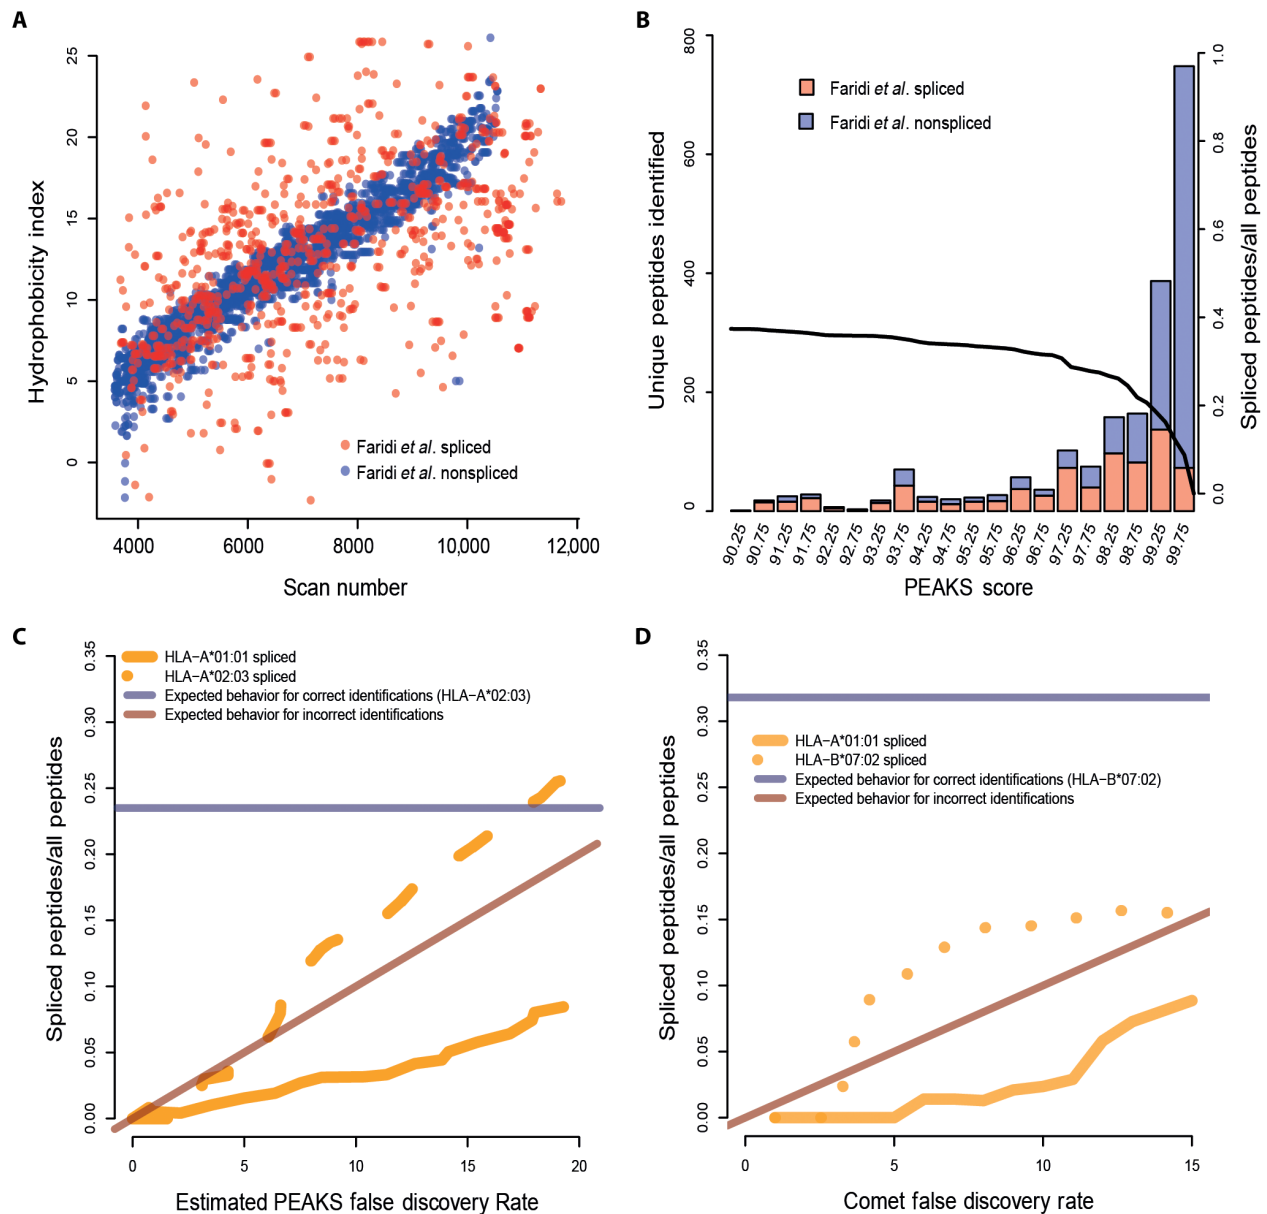 A
25
20
15
10
5
0
Hydrophobicity index
Faridi et al. spliced
Faridi et al. nonspliced
4000 6000 8000 10,000 12,000
Scan number
B
800
600
400
200
0
Unique peptides identified
Faridi et al. spliced
Faridi et al. nonspliced
1.0
0.8
0.6
0.4
0.2
0.0
Spliced peptides/all peptides
90.25 90.75 91.25 91.75 92.25 92.75 93.25 93.75 94.25 94.75 95.25 95.75 96.25 96.75 97.25 97.75 98.25 98.75 99.25 99.75
PEAKS score
C
0.35
0.30
0.25
0.20
0.15
0.10
0.05
0.00
Spliced peptides/all peptides
HLA−A*01:01 spliced
HLA−A*02:03 spliced
Expected behavior for correct identifications (HLA−A*02:03)
Expected behavior for incorrect identifications
0 5 10 15 20
Estimated PEAKS false discovery Rate
D
0.35
0.30
0.25
0.20
0.15
0.10
0.05
0.00
Spliced peptides/all peptides
HLA−A*01:01 spliced
HLA−B*07:02 spliced
Expected behavior for correct identifications (HLA−B*07:02)
Expected behavior for incorrect identifications
0 5 10 15
Comet false discovery rate